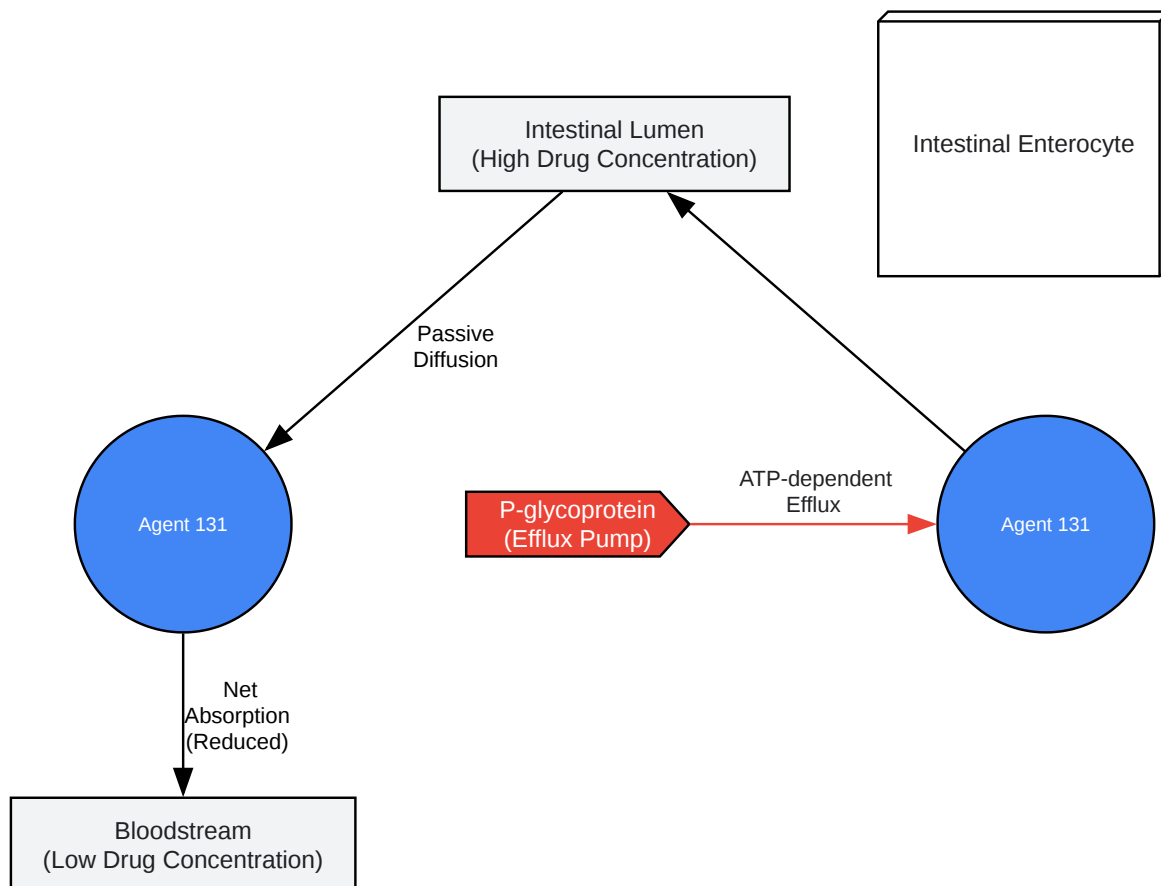 Intestinal Lumen
(High Drug Concentration)
Intestinal Enterocyte
Passive
Diffusion
Agent 131
P-glycoprotein
(Efflux Pump)
ATP-dependent
Efflux
Agent 131
Net
Absorption
(Reduced)
Bloodstream
(Low Drug Concentration)